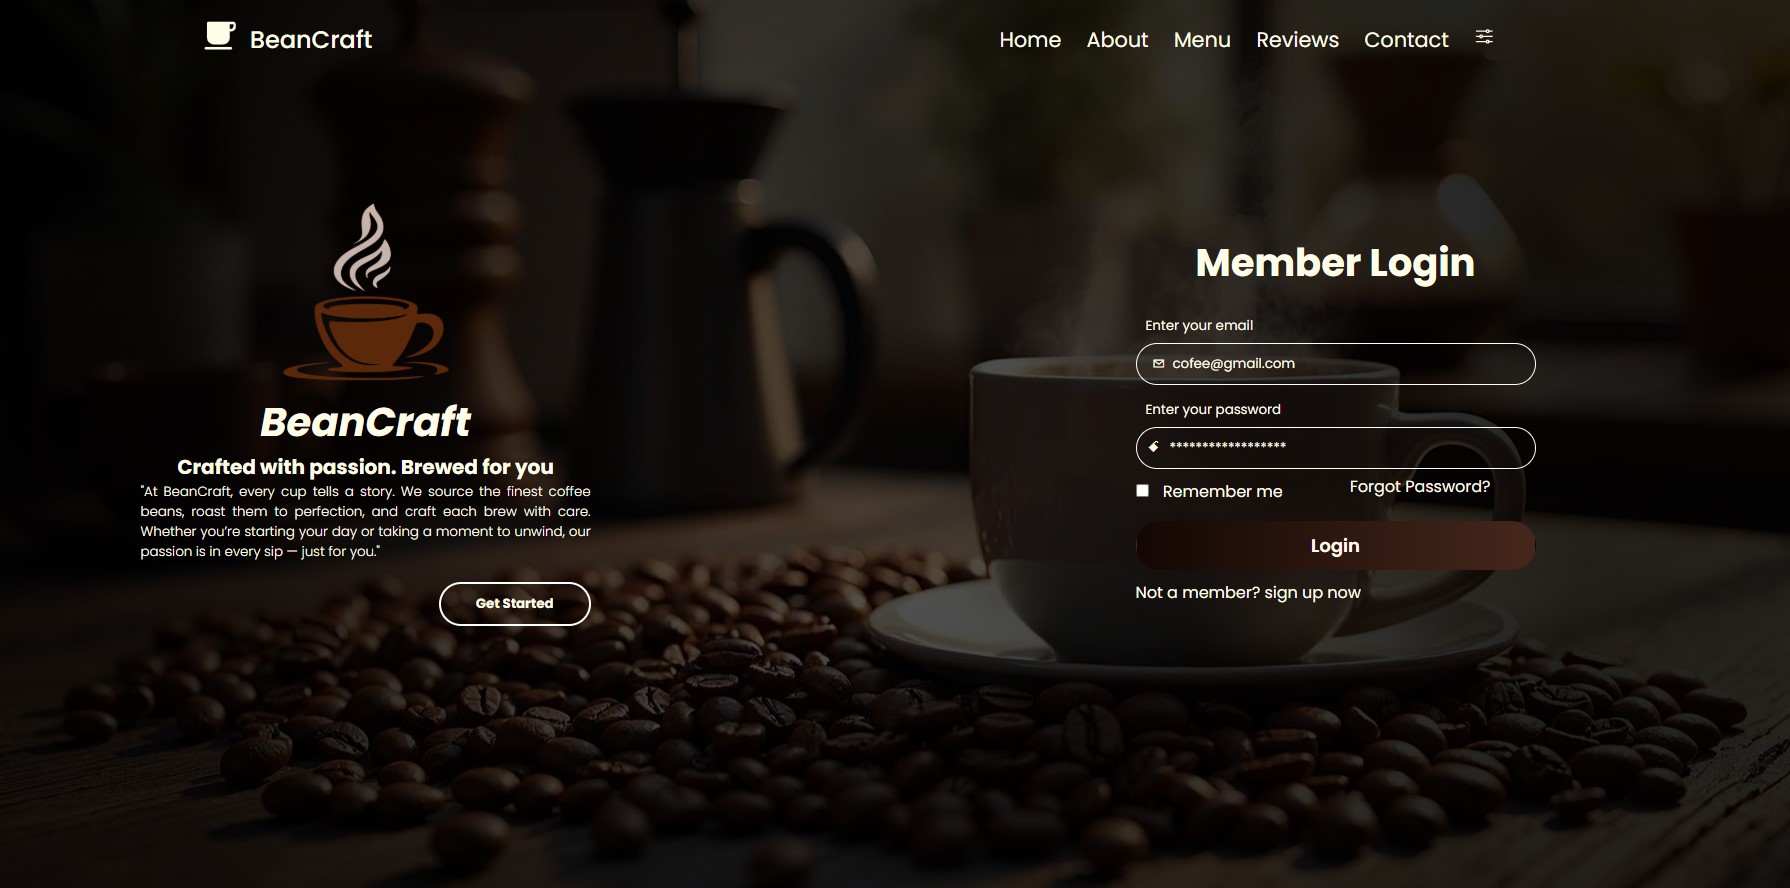 BeanCraft
Home About Menu Reviews Contact
BeanCraft
Crafted with passion. Brewed for you
"At BeanCraft, every cup tells a story. We source the finest coffee
beans, roast them to perfection, and craft each brew with care.
Whether you're starting your day or taking a moment to unwind, our
passion is in every sip — just for you."
Get Started
Member Login
Enter your email
cofee@gmail.com
Enter your password
******************
Remember me
Forgot Password?
Login
Not a member? sign up now